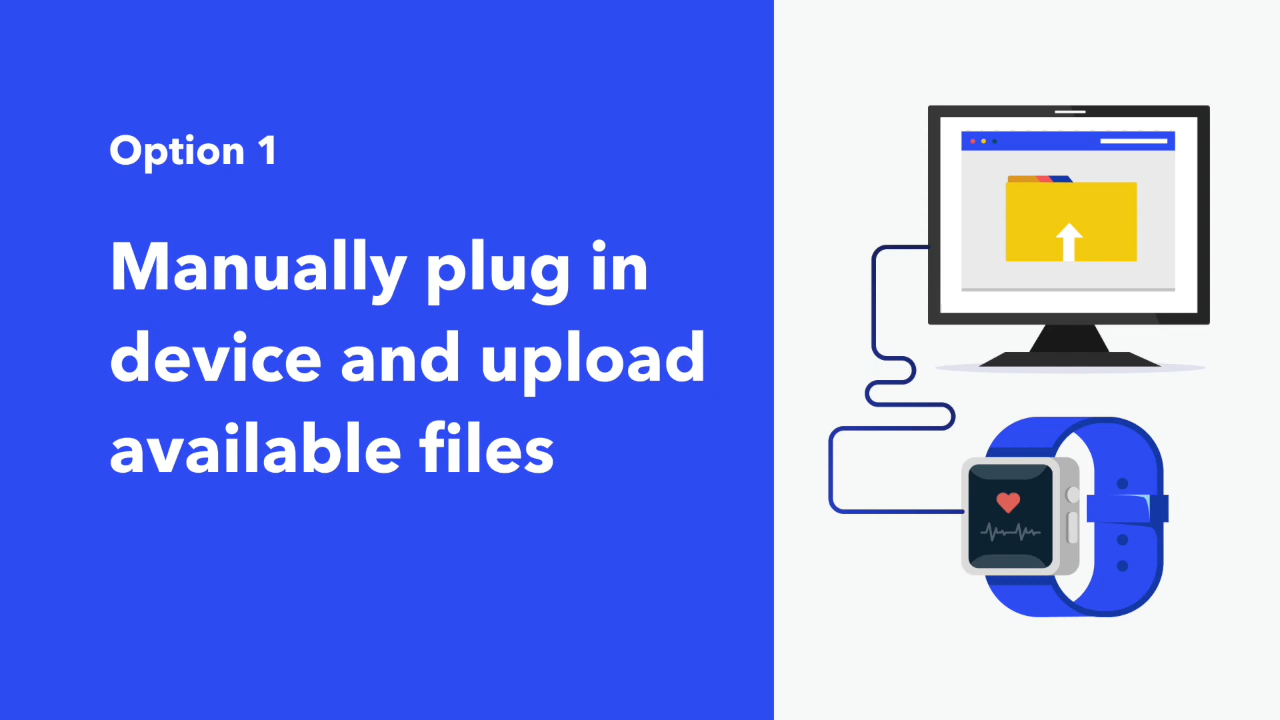 Option 1
Manually plug in
device and upload
available files